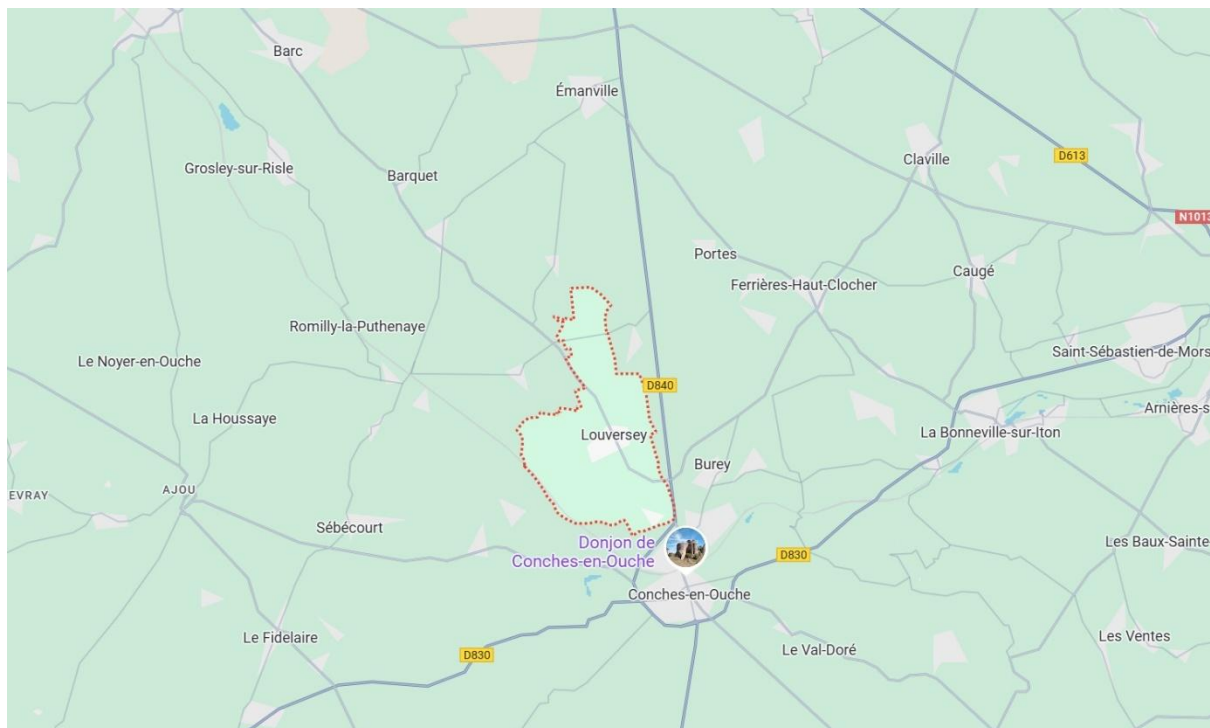 Barc
Émanville
D613
Claville
Grosley-sur-Risle
Barquet
N1013
Portes
Caugé
Ferrières-Haut-Clocher
Romilly-la-Puthenaye
Saint-Sébastien-de-Mors
Le Noyer-en-Ouche
D840
La Houssaye
Arnières-s
Louversey
La Bonneville-sur-Iton
Burey
EVRAY
AJOU
Sébécourt
Donjon de
Conches-en-Ouche
Les Baux-Sainte
D830
Conches-en-Ouche
Le Fidelaire
Les Ventes
Le Val-Doré
D830